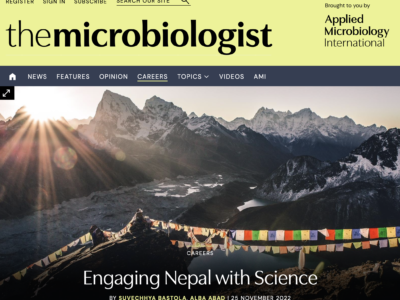 REGISTER SIGN IN SUBSCRIBE SEARCH OUR SITE
Brought to you by
themicrobiologist
Applied
Microbiology
International
NEWS FEATURES OPINION CAREERS TOPICS VIDEOS AMI
CAREERS
Engaging Nepal with Science
BY SUVECHHYA BASTOLA, ALBA ABAD | 25 NOVEMBER 2022